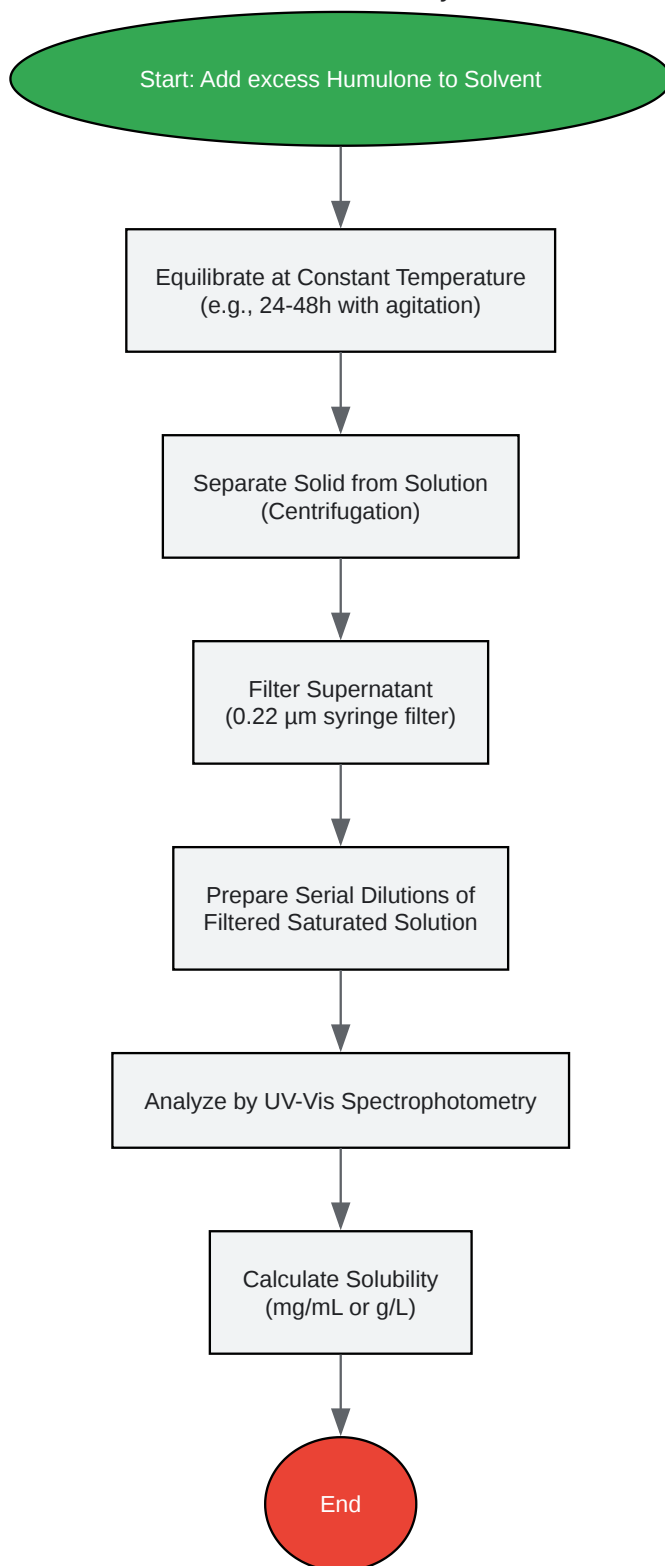 Start: Add excess Humulone to Solvent
Equilibrate at Constant Temperature
(e.g., 24-48h with agitation)
Separate Solid from Solution
(Centrifugation)
Filter Supernatant
(0.22 µm syringe filter)
Prepare Serial Dilutions of
Filtered Saturated Solution
Analyze by UV-Vis Spectrophotometry
Calculate Solubility
(mg/mL or g/L)
End